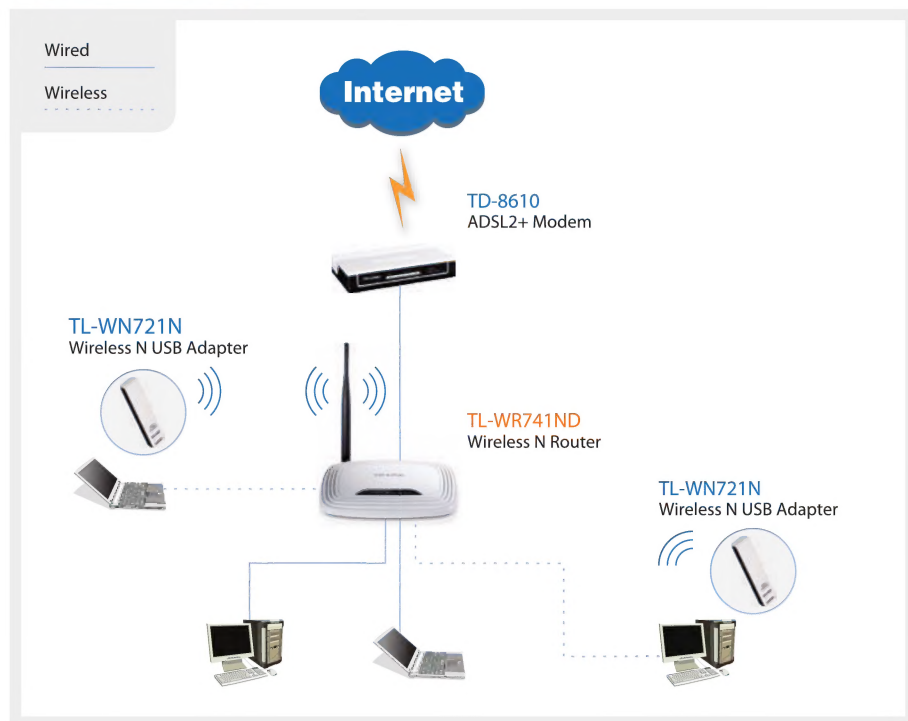 Wired
Wireless
Internet
TD-8610
ADSL2+ Modem
TL-WN721N
Wireless N USB Adapter
TL-WR741ND
Wireless N Router
TL-WN721N
Wireless N USB Adapter